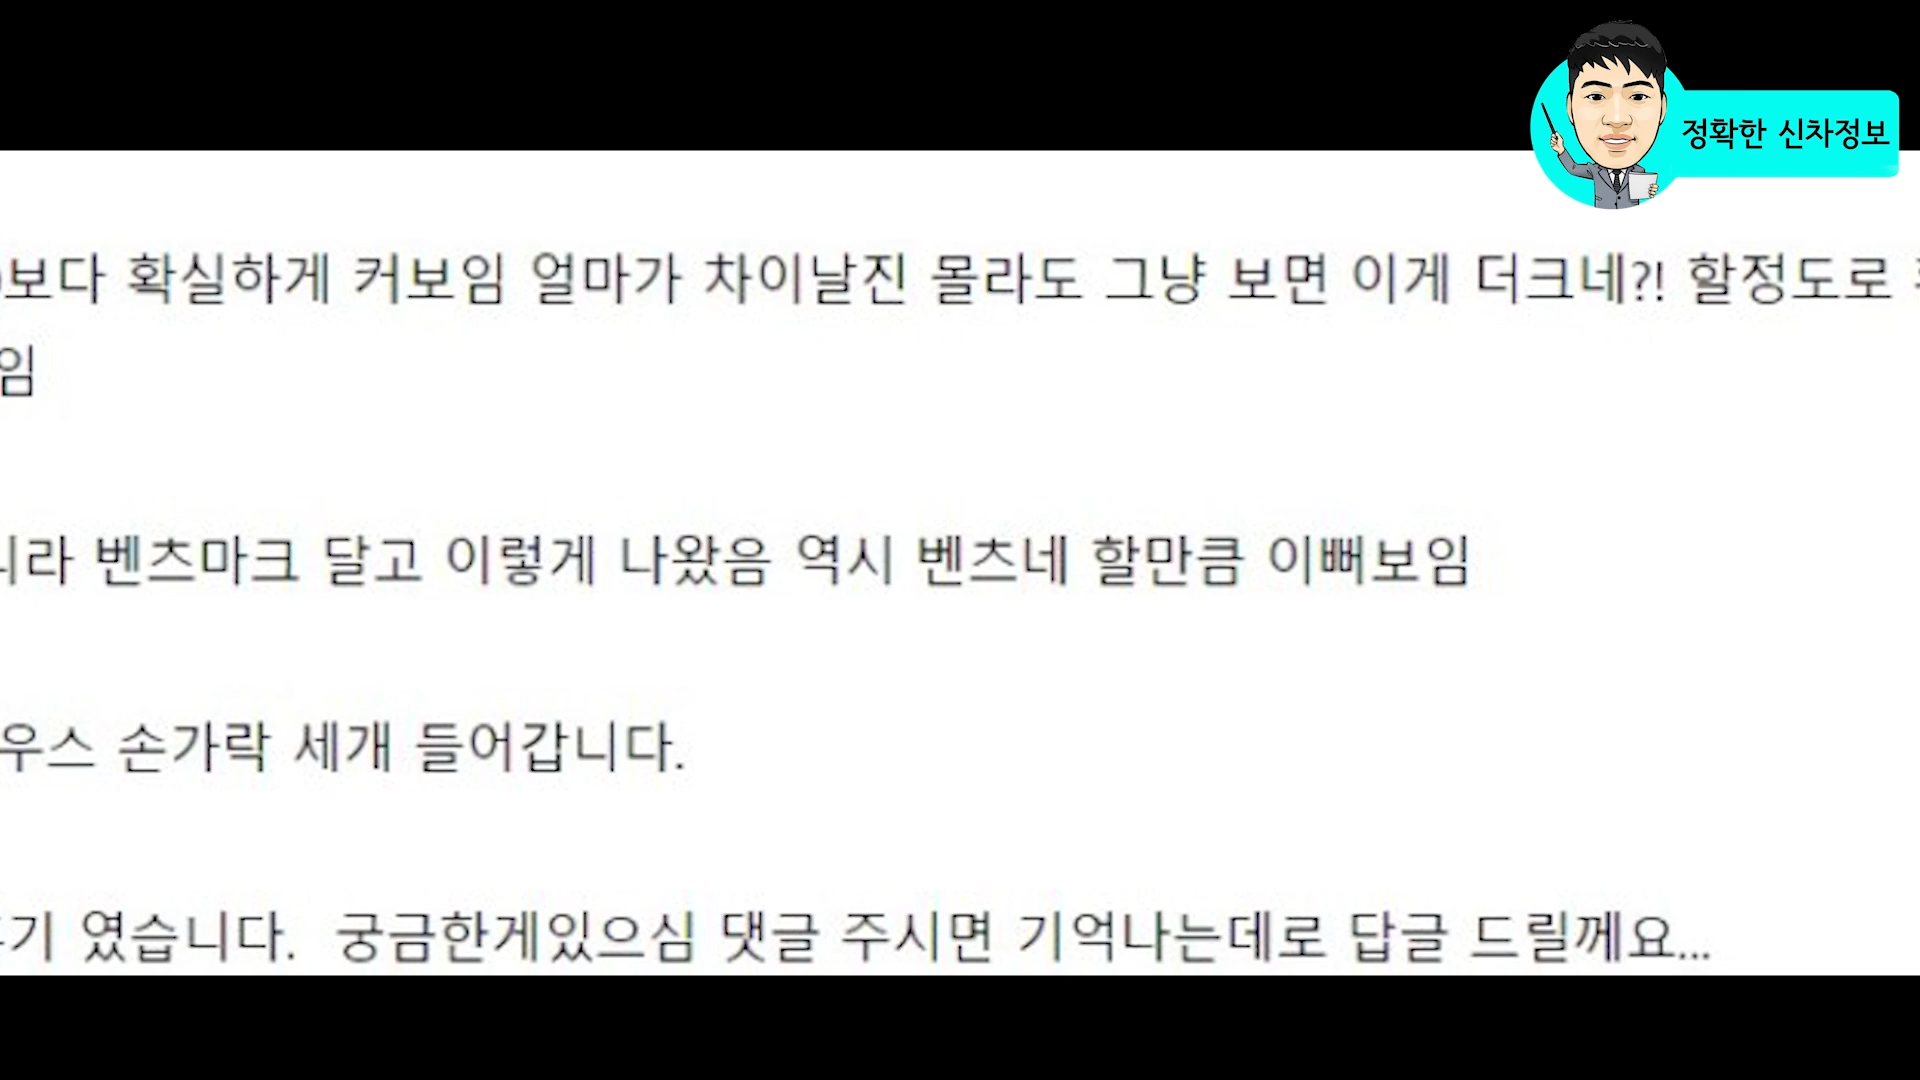 정확한 신차정보
보다 확실하게 커보임 얼마가 차이날진 몰라도 그냥 보면 이게 더크네?! 할정도로
임
라 벤츠마크 달고 이렇게 나왔음 역시 벤츠네 할만큼 이뻐보임
우스 손가락 세개 들어갑니다.
기 였습니다. 궁금한게있으심 댓글 주시면 기억나는데로 답글 드릴께요...